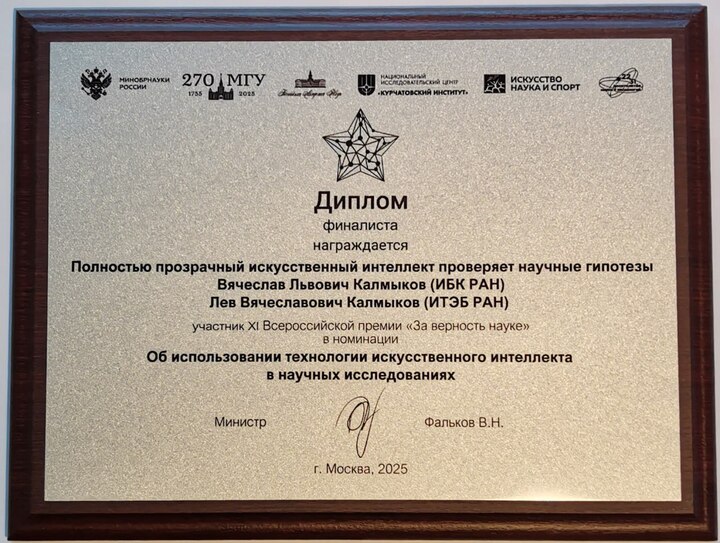 МИНОБРНАУКИ
РОССИИ
270 МГУ
1755 2025
НАЦИОНАЛЬНЫЙ
ИССЛЕДОВАТЕЛЬСКИЙ ЦЕНТР
«КУРЧАТОВСКИЙ ИНСТИТУТ»
ИСКУССТВО
НАУКА И СПОРТ
Диплом
финалиста
награждается
Полностью прозрачный искусственный интеллект проверяет научные гипотезы
Вячеслав Львович Калмыков (ИБК РАН)
Лев Вячеславович Калмыков (ИТЭБ РАН)
участник XI Всероссийской премии «За верность науке»
в номинации
Об использовании технологии искусственного интеллекта
в научных исследованиях
Министр
Фальков В.Н.
г. Москва, 2025